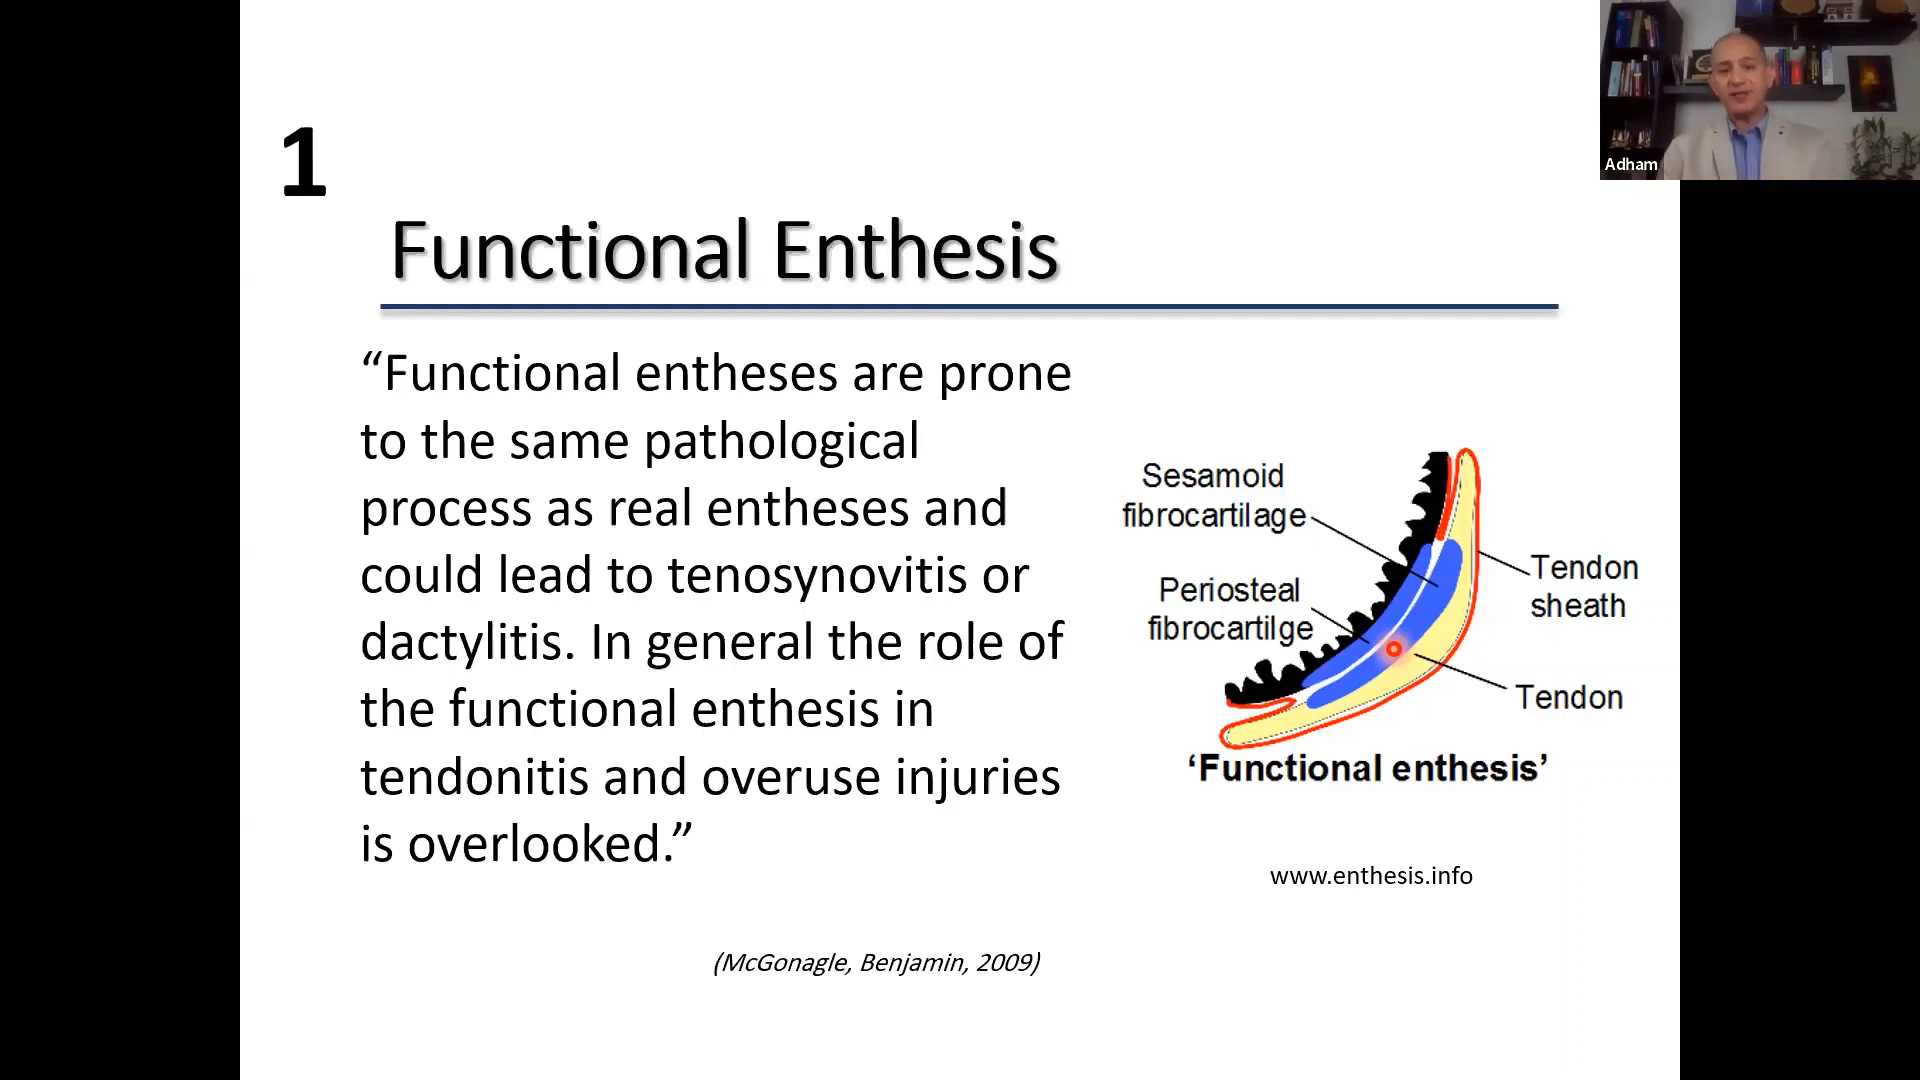 Adham
1
Functional Enthesis
“Functional entheses are prone
to the same pathological
process as real entheses and
could lead to tenosynovitis or
dactylitis. In general the role of
the functional enthesis in
tendonitis and overuse injuries
is overlooked.”
(McGonagle, Benjamin, 2009)
Sesamoid
fibrocartilage
Periosteal
fibrocartilge
Tendon
sheath
Tendon
‘Functional enthesis’
www.enthesis.info